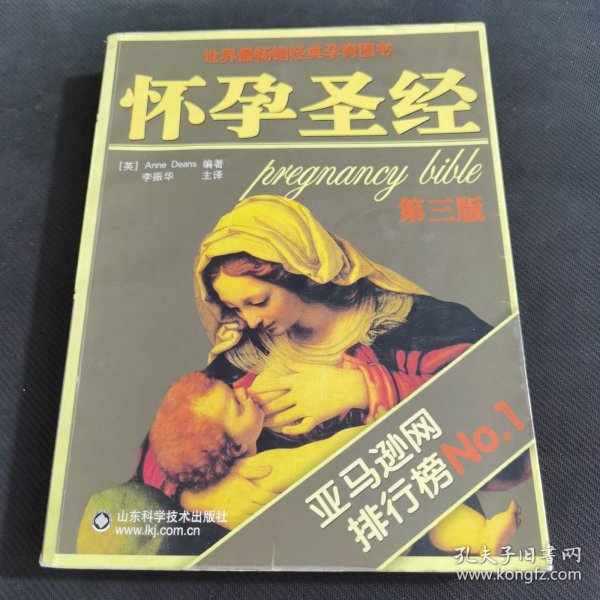 世界最畅销经典孕育图书
怀孕圣经
[英] Anne Deans 编著
李振华 主译
pregnancy bible
第三版
亚马逊网
排行榜No.1
山东科学技术出版社
www.lkj.com.cn
孔夫子旧书网
www.kongfz.com